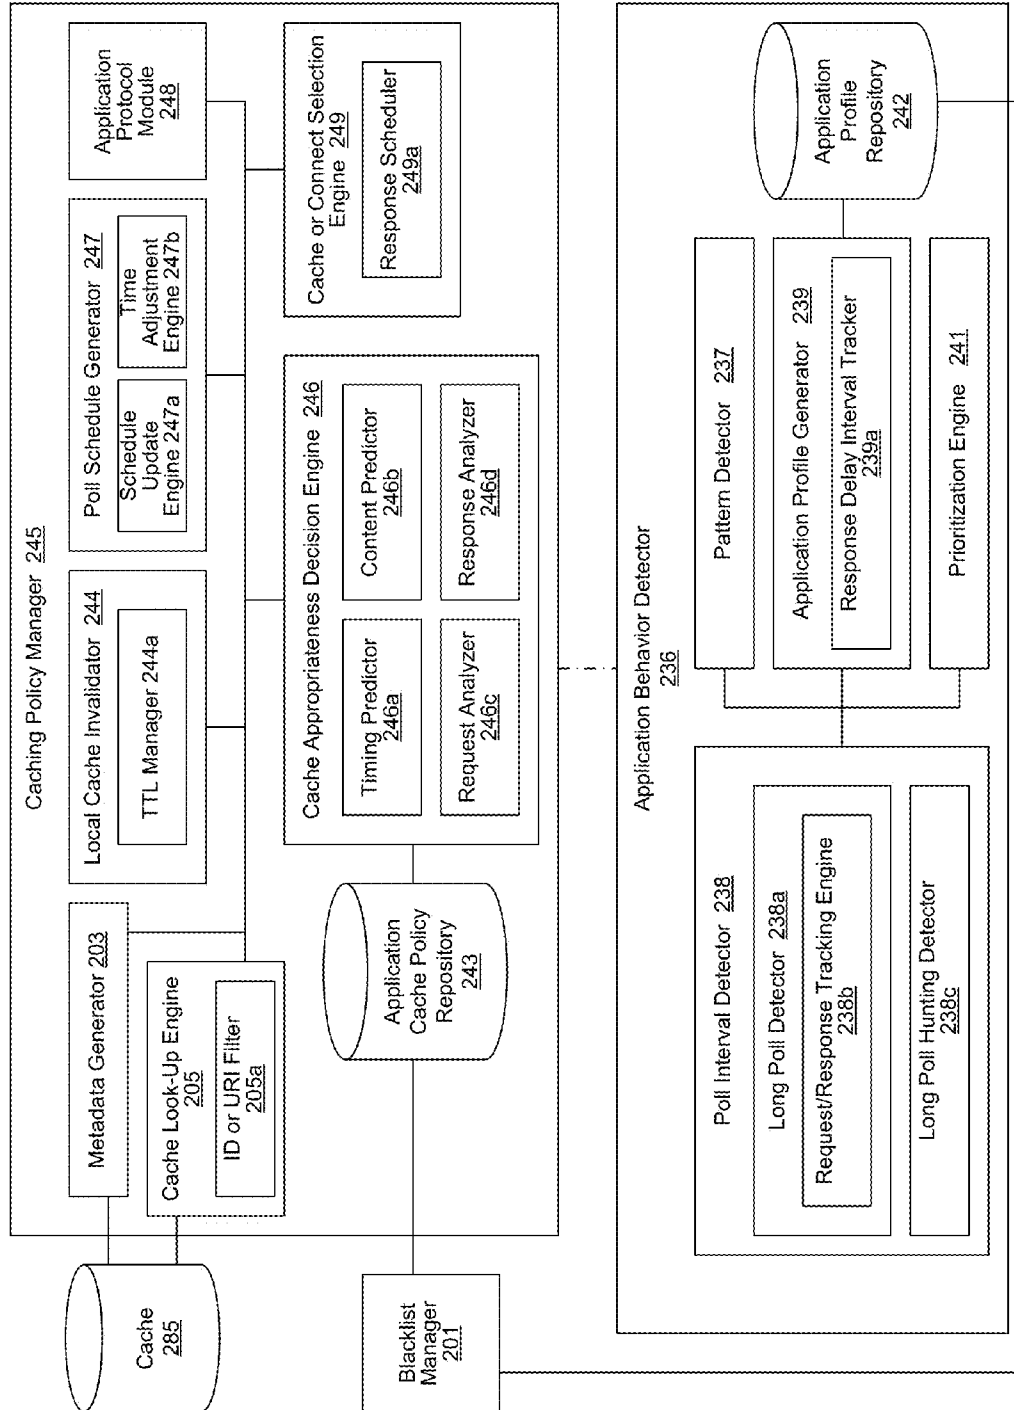 Caching Policy Manager 245
Metadata Generator 203
Cache Look-Up Engine
205
ID or URI Filter
205a
Local Cache Invalidator 244
TTL Manager 244a
Poll Schedule Generator 247
Schedule
Update
Engine 247a
Time
Adjustment
Engine 247b
Application
Protocol
Module
248
Cache
285
Application
Cache Policy
Repository
243
Cache Appropriateness Decision Engine 246
Timing Predictor
246a
Content Predictor
246b
Request Analyzer
246c
Response Analyzer
246d
Cache or Connect Selection
Engine 249
Response Scheduler
249a
Blacklist
Manager
201
Application Behavior Detector
236
Poll Interval Detector 238
Long Poll Detector 238a
Request/Response Tracking Engine
238b
Long Poll Hunting Detector
238c
Pattern Detector 237
Application Profile Generator 239
Response Delay Interval Tracker
239a
Prioritization Engine 241
Application
Profile
Repository
242